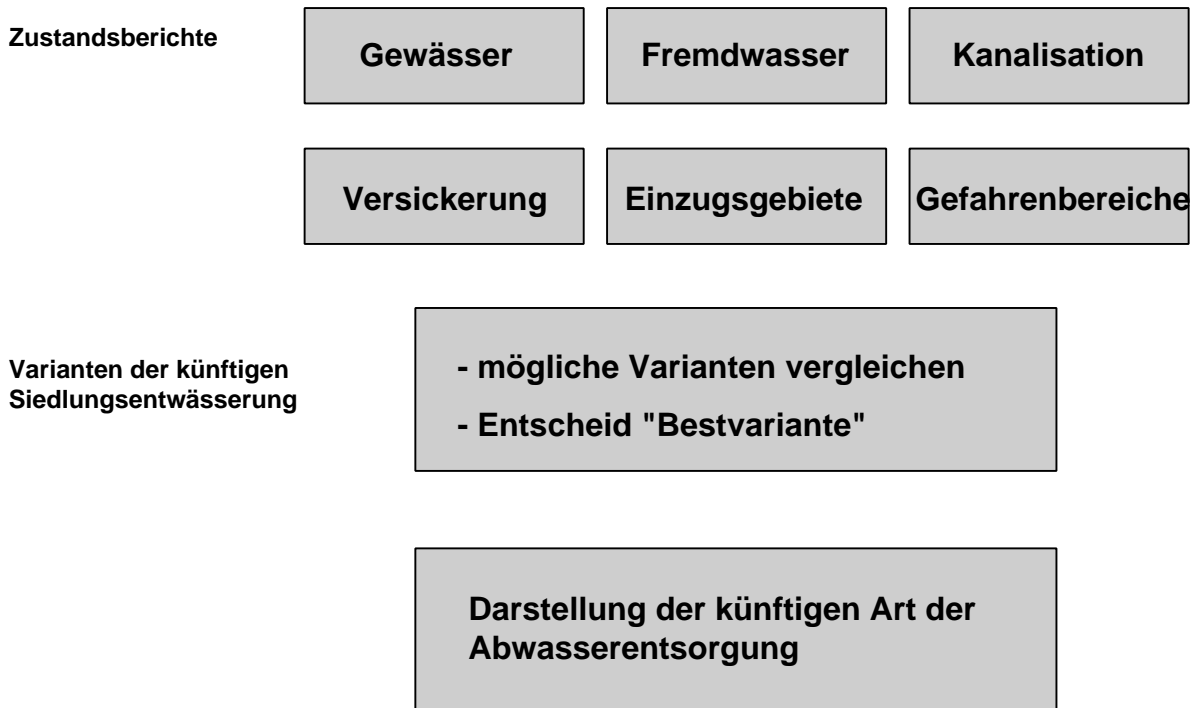 Zustandsberichte
Gewässer
Fremdwasser
Kanalisation
Versickerung
Einzugsgebiete
Gefahrenbereiche
Varianten der künftigen
Siedlungsentwässerung
- mögliche Varianten vergleichen
- Entscheid "Bestvariante"
Darstellung der künftigen Art der
Abwasserentsorgung